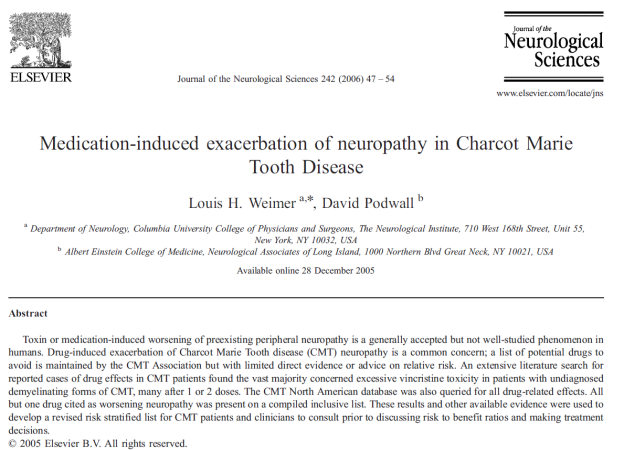 ELSEVIER
Journal of the Neurological Sciences 242 (2006) 47 – 54
Journal of the
Neurological
Sciences
www.elsevier.com/locate/jns
Medication-induced exacerbation of neuropathy in Charcot Marie
Tooth Disease
Louis H. Weimer a,*, David Podwall b
a Department of Neurology, Columbia University College of Physicians and Surgeons, The Neurological Institute, 710 West 168th Street, Unit 55,
New York, NY 10032, USA
b Albert Einstein College of Medicine, Neurological Associates of Long Island, 1000 Northern Blvd Great Neck, NY 10021, USA
Available online 28 December 2005
Abstract
Toxin or medication-induced worsening of preexisting peripheral neuropathy is a generally accepted but not well-studied phenomenon in
humans. Drug-induced exacerbation of Charcot Marie Tooth disease (CMT) neuropathy is a common concern; a list of potential drugs to
avoid is maintained by the CMT Association but with limited direct evidence or advice on relative risk. An extensive literature search for
reported cases of drug effects in CMT patients found the vast majority concerned excessive vincristine toxicity in patients with undiagnosed
demyelinating forms of CMT, many after 1 or 2 doses. The CMT North American database was also queried for all drug-related effects. All
but one drug cited as worsening neuropathy was present on a compiled inclusive list. These results and other available evidence were used to
develop a revised risk stratified list for CMT patients and clinicians to consult prior to discussing risk to benefit ratios and making treatment
decisions.
© 2005 Elsevier B.V. All rights reserved.